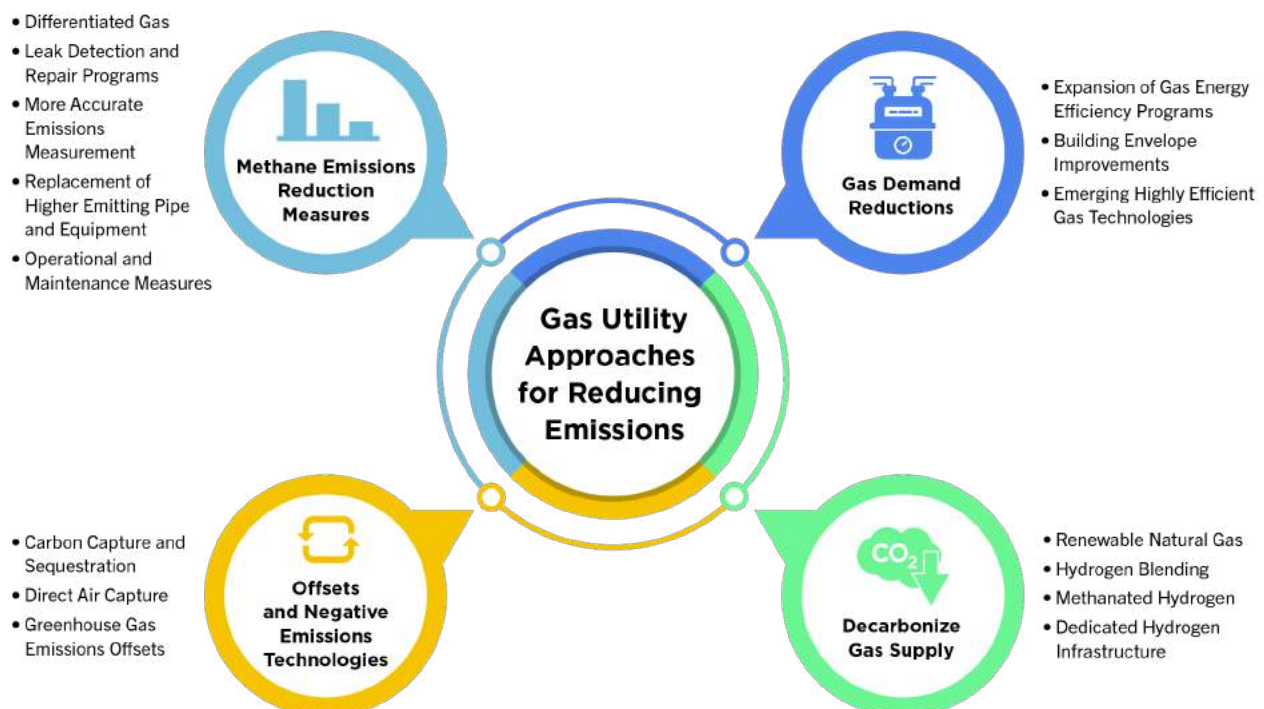 • Differentiated Gas
• Leak Detection and
Repair Programs
• More Accurate
Emissions
Measurement
• Replacement of
Higher Emitting Pipe
and Equipment
• Operational and
Maintenance Measures
Methane Emissions
Reduction
Measures
Gas Demand
Reductions
• Expansion of Gas Energy
Efficiency Programs
• Building Envelope
Improvements
• Emerging Highly Efficient
Gas Technologies
Gas Utility
Approaches
for Reducing
Emissions
• Carbon Capture and
Sequestration
• Direct Air Capture
• Greenhouse Gas
Emissions Offsets
Offsets
and Negative
Emissions
Technologies
CO₂
Decarbonize
Gas Supply
• Renewable Natural Gas
• Hydrogen Blending
• Methanated Hydrogen
• Dedicated Hydrogen
Infrastructure